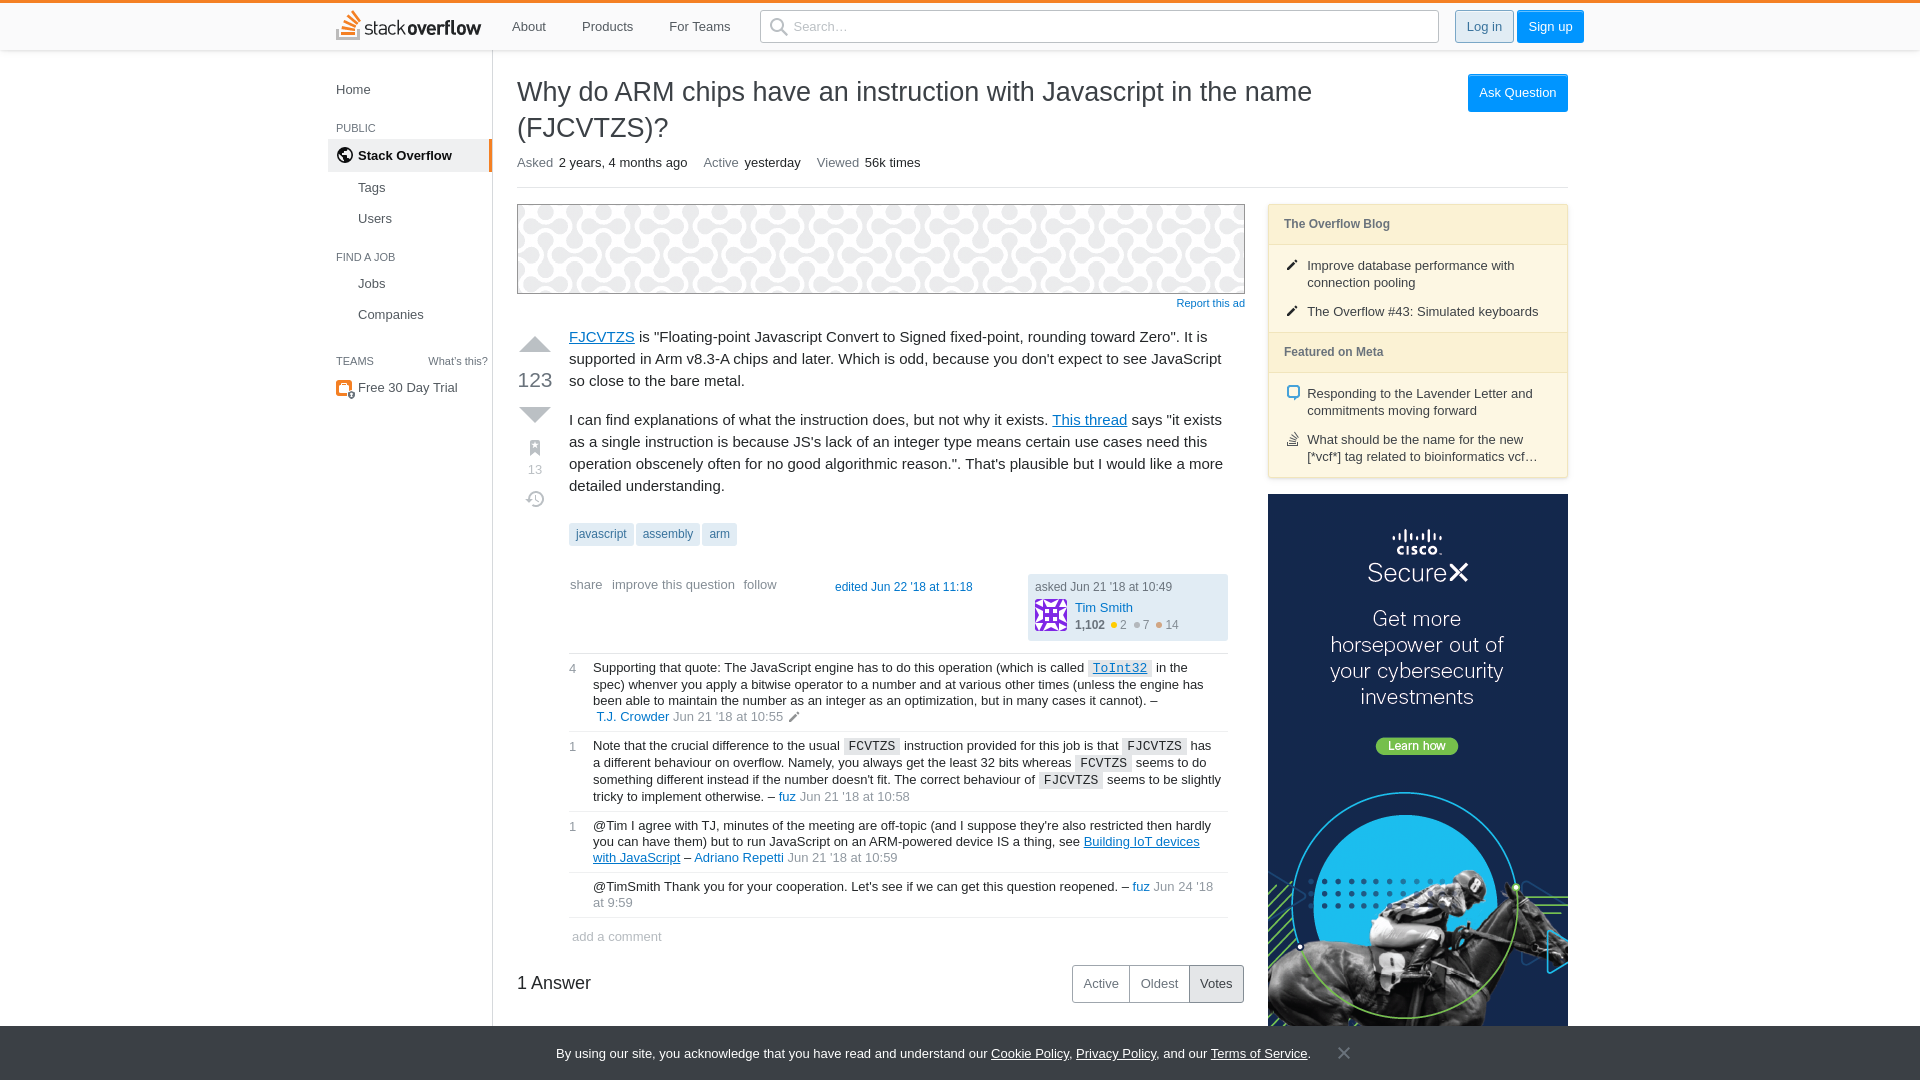 stackoverflow
About
Products
For Teams
Search…
Log in
Sign up
Home
PUBLIC
Stack Overflow
Tags
Users
FIND A JOB
Jobs
Companies
TEAMS
What's this?
Free 30 Day Trial
Why do ARM chips have an instruction with Javascript in the name
(FJCVTZS)?
Ask Question
Asked 2 years, 4 months ago Active yesterday Viewed 56k times
Report this ad
123
13
FJCVTZS is "Floating-point Javascript Convert to Signed fixed-point, rounding toward Zero". It is
supported in Arm v8.3-A chips and later. Which is odd, because you don't expect to see JavaScript
so close to the bare metal.
I can find explanations of what the instruction does, but not why it exists. This thread says "it exists
as a single instruction is because JS's lack of an integer type means certain use cases need this
operation obscenely often for no good algorithmic reason.". That's plausible but I would like a more
detailed understanding.
javascript assembly arm
share improve this question follow
edited Jun 22 '18 at 11:18
asked Jun 21 '18 at 10:49
Tim Smith
1,102 2 7 14
4
Supporting that quote: The JavaScript engine has to do this operation (which is called ToInt32 in the
spec) whenver you apply a bitwise operator to a number and at various other times (unless the engine has
been able to maintain the number as an integer as an optimization, but in many cases it cannot). –
T.J. Crowder Jun 21 '18 at 10:55
1
Note that the crucial difference to the usual FCVTZS instruction provided for this job is that FJCVTZS has
a different behaviour on overflow. Namely, you always get the least 32 bits whereas FCVTZS seems to do
something different instead if the number doesn't fit. The correct behaviour of FJCVTZS seems to be slightly
tricky to implement otherwise. – fuz Jun 21 '18 at 10:58
1
@Tim I agree with TJ, minutes of the meeting are off-topic (and I suppose they're also restricted then hardly
you can have them) but to run JavaScript on an ARM-powered device IS a thing, see Building IoT devices
with JavaScript – Adriano Repetti Jun 21 '18 at 10:59
@TimSmith Thank you for your cooperation. Let's see if we can get this question reopened. – fuz Jun 24 '18
at 9:59
add a comment
1 Answer
Active
Oldest
Votes
The Overflow Blog
Improve database performance with
connection pooling
The Overflow #43: Simulated keyboards
Featured on Meta
Responding to the Lavender Letter and
commitments moving forward
What should be the name for the new
[*vcf*] tag related to bioinformatics vcf…
CISCO
SecureX
Get more
horsepower out of
your cybersecurity
investments
Learn how
8
8
By using our site, you acknowledge that you have read and understand our Cookie Policy, Privacy Policy, and our Terms of Service.